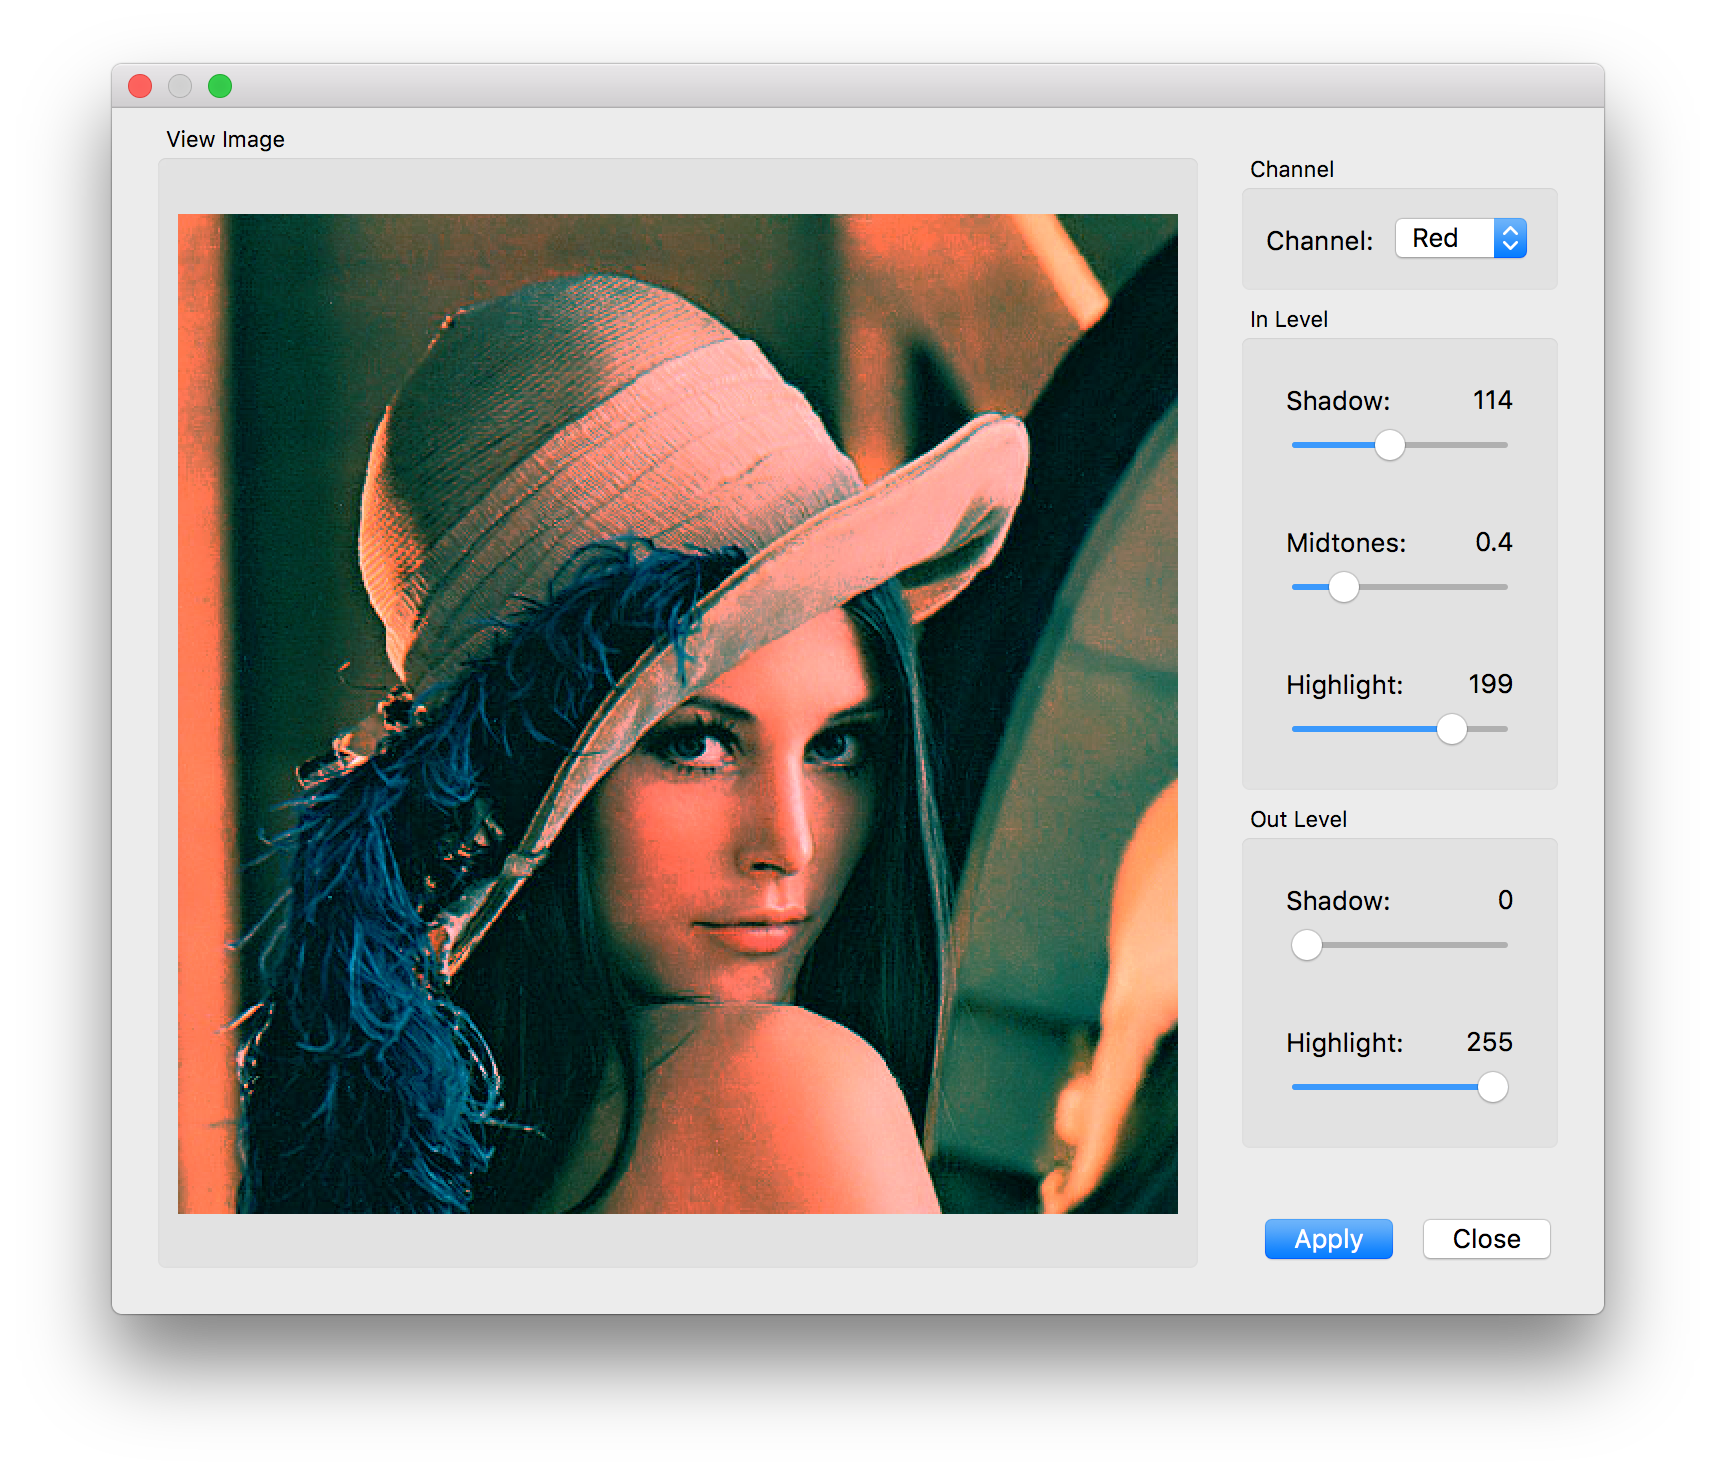 View Image
Channel
Channel: Red
In Level
Shadow: 114
Midtones: 0.4
Highlight: 199
Out Level
Shadow: 0
Highlight: 255
Apply Close